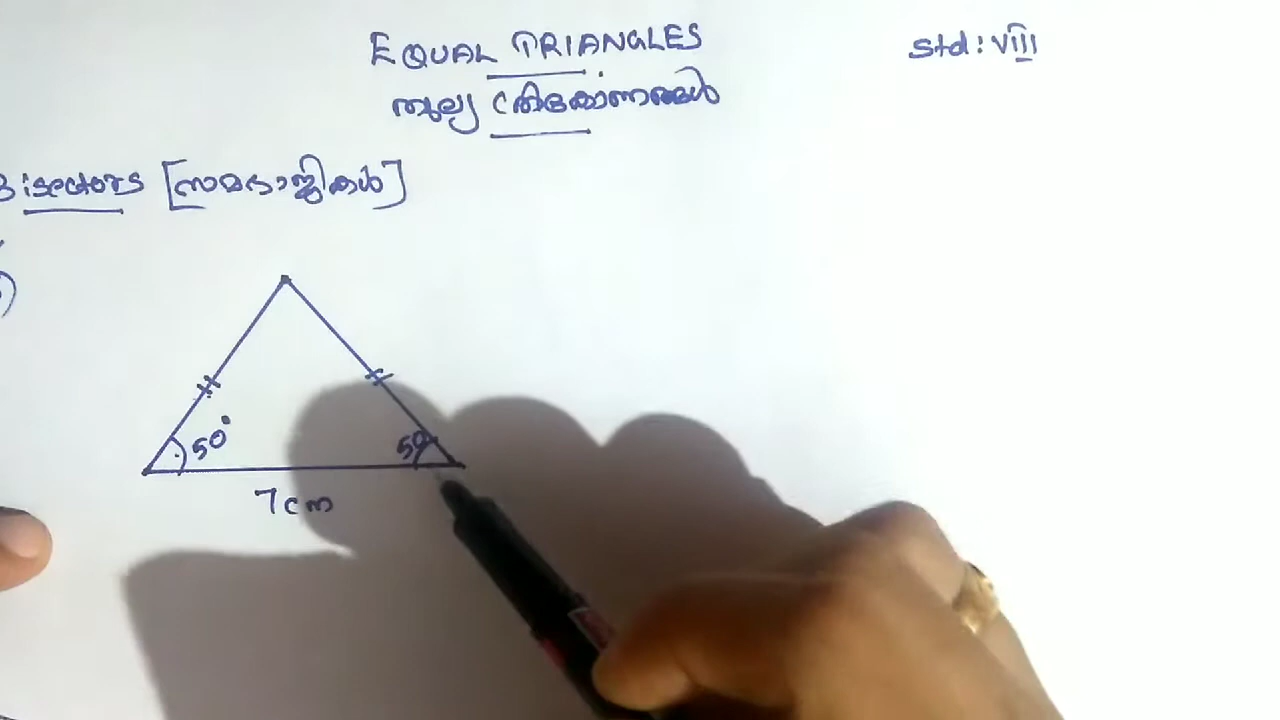 EQUAL TRIANGLES
Std: VIII
തുല്യ ത്രികോണങ്ങൾ
Bisectors [സമഭാജികൾ]
50°
50
7cm